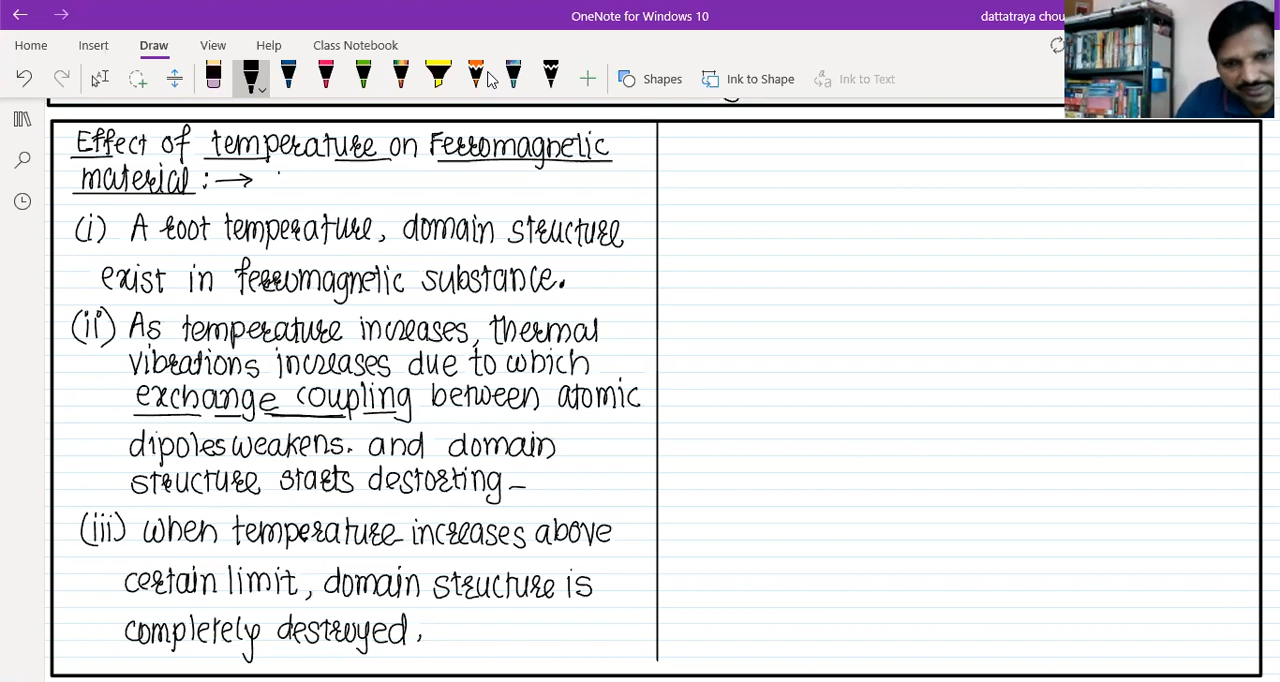 OneNote for Windows 10
dattatraya chou
Home Insert Draw View Help Class Notebook
Shapes Ink to Shape Ink to Text
Effect of temperature on Ferromagnetic
material :→
(i) A root temperature, domain structure
exist in ferromagnetic substance.
(ii) As temperature increases, thermal
vibrations increases due to which
exchange coupling between atomic
dipoles weakens. and domain
structure starts destorting -
(iii) When temperature increases above
certain limit, domain structure is
completely destroyed.